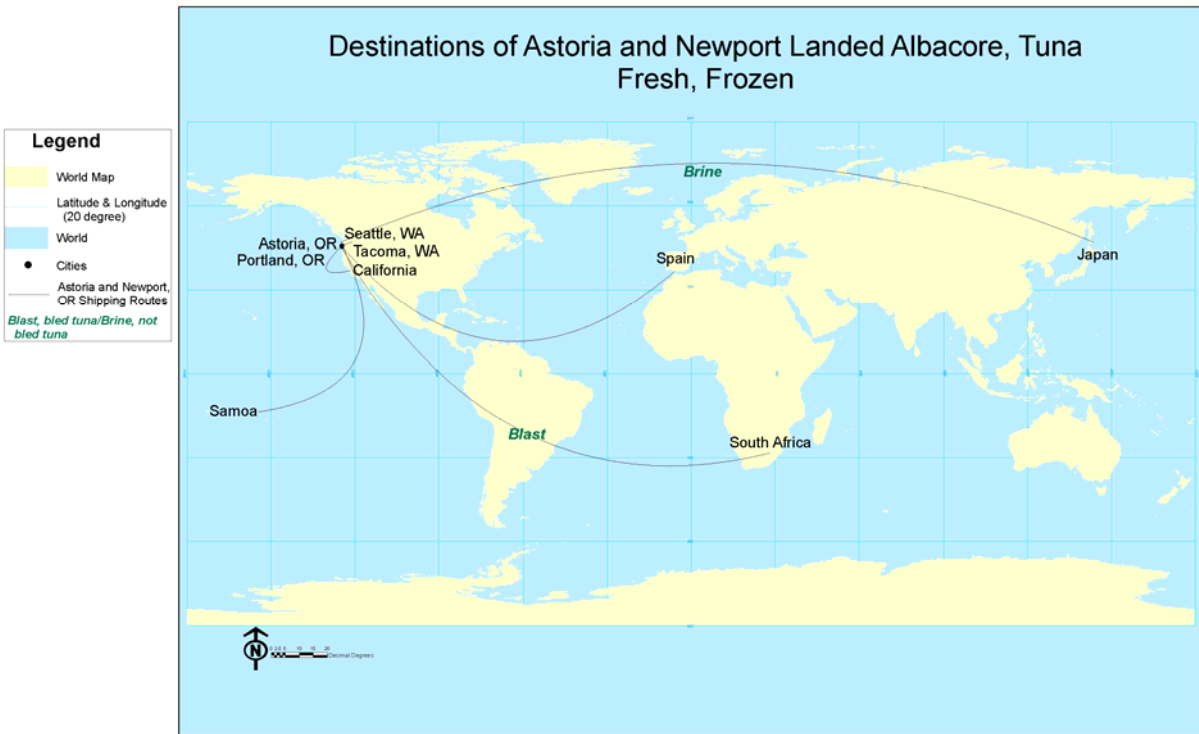 Destinations of Astoria and Newport Landed Albacore, Tuna
Fresh, Frozen
Legend
World Map
Latitude & Longitude
(20 degree)
World
Cities
Astoria and Newport,
OR Shipping Routes
Blast, bled tuna/Brine, not
bled tuna
Brine
Seattle, WA
Astoria, OR
Tacoma, WA
Portland, OR
California
Spain
Japan
Samoa
Blast
South Africa
N
Decimal Degrees